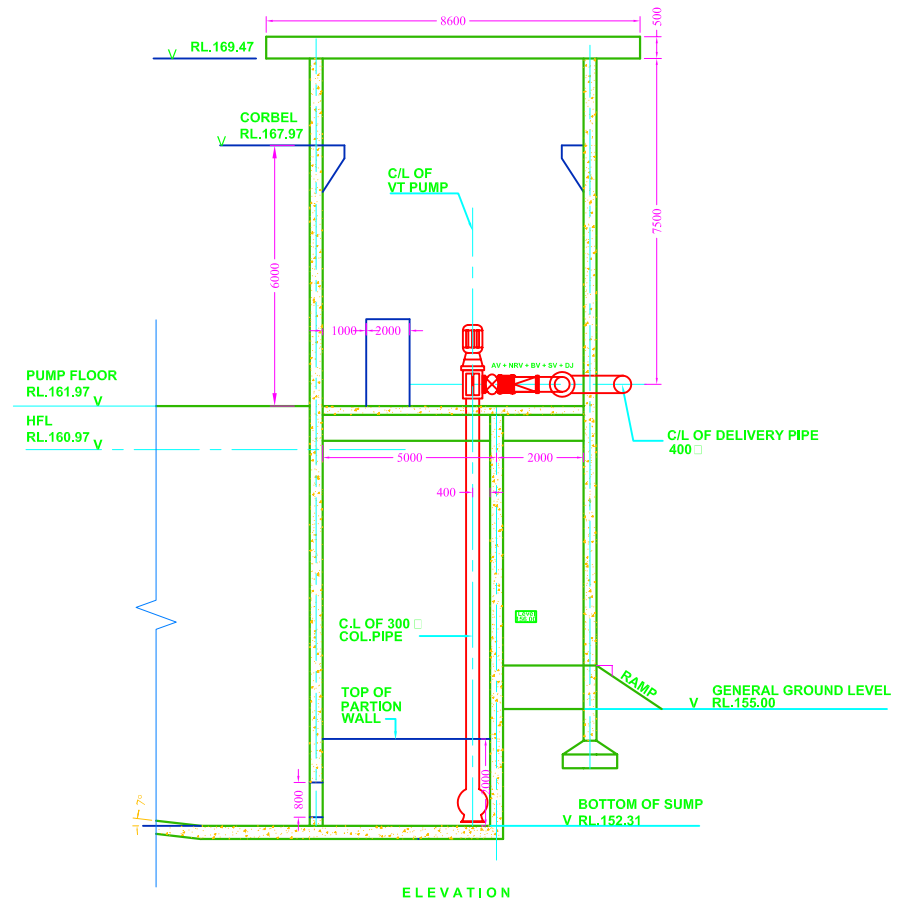 8600
500
RL.169.47
V
CORBEL
RL.167.97
V
C/L OF
VT PUMP
7500
6000
1000
2000
AV + NRV + BV + SV + DJ
PUMP FLOOR
RL.161.97
V
HFL
RL.160.97
V
C/L OF DELIVERY PIPE
400
5000
2000
400
C.L OF 300
COL.PIPE
RAMP
GENERAL GROUND LEVEL
V RL.155.00
TOP OF
PARTION
WALL
800
7°
BOTTOM OF SUMP
V RL.152.31
ELEVATION